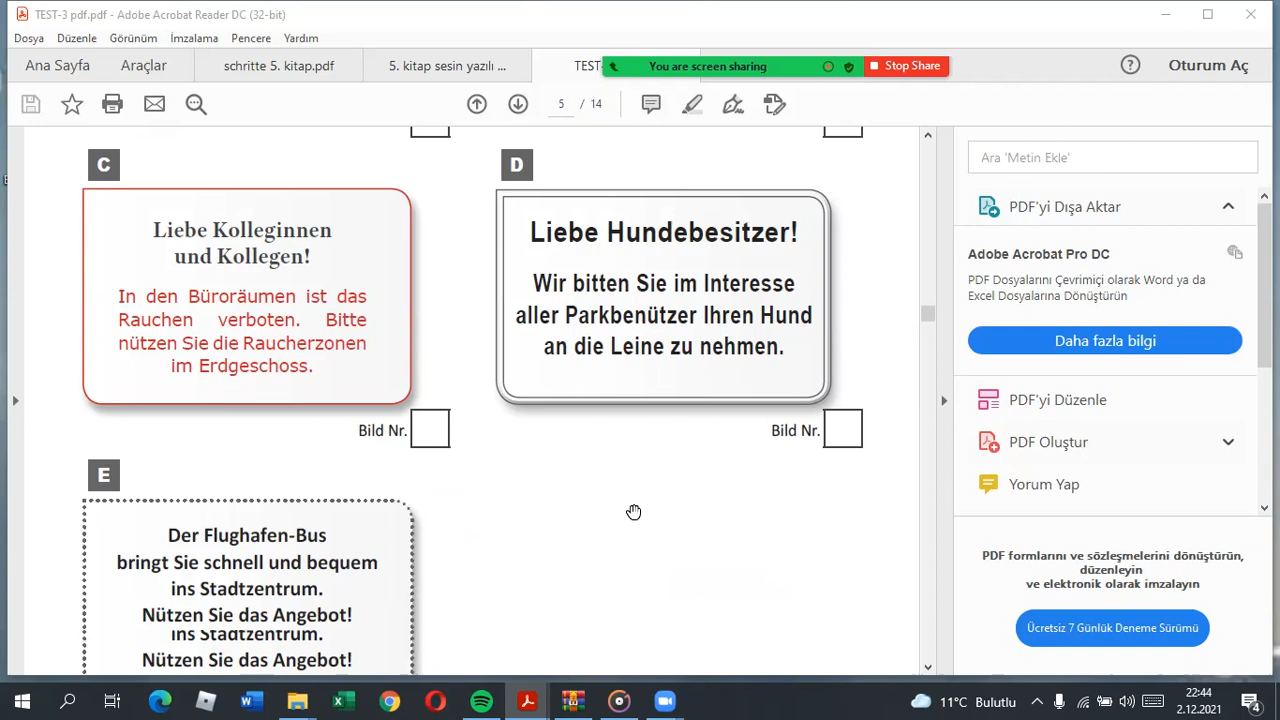 TEST-3 pdf.pdf - Adobe Acrobat Reader DC (32-bit)
Dosya Düzenle Görünüm İmzalama Pencere Yardım
Ana Sayfa Araçlar schritte 5. kitap.pdf 5. kitap sesin yazılı ... TEST- You are screen sharing Stop Share Oturum Aç
5 / 14
C
Liebe Kolleginnen
und Kollegen!
In den Büroräumen ist das
Rauchen verboten. Bitte
nützen Sie die Raucherzonen
im Erdgeschoss.
Bild Nr.
D
Liebe Hundebesitzer!
Wir bitten Sie im Interesse
aller Parkbenützer Ihren Hund
an die Leine zu nehmen.
Bild Nr.
E
Der Flughafen-Bus
bringt Sie schnell und bequem
ins Stadtzentrum.
Nützen Sie das Angebot!
ins Stadtzentrum.
Nützen Sie das Angebot!
Ara 'Metin Ekle'
PDF'yi Dışa Aktar
Adobe Acrobat Pro DC
PDF Dosyalarını Çevrimiçi olarak Word ya da
Excel Dosyalarına Dönüştürün
Daha fazla bilgi
PDF'yi Düzenle
PDF Oluştur
Yorum Yap
PDF formlarını ve sözleşmelerini dönüştürün,
düzenleyin
ve elektronik olarak imzalayın
Ücretsiz 7 Günlük Deneme Sürümü
11°C Bulutlu
22:44
2.12.2021
4